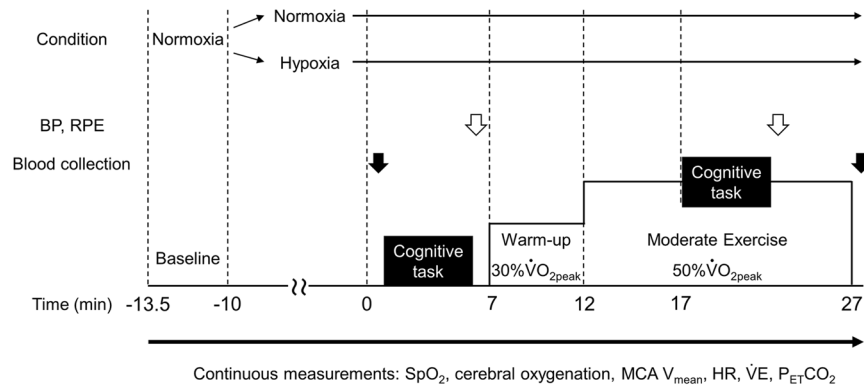 Normoxia
Condition Normoxia
Hypoxia
BP, RPE
Blood collection
Cognitive
task
Cognitive
task
Warm-up
30%V̇O₂peak
Moderate Exercise
50%V̇O₂peak
Baseline
Time (min) -13.5 -10 0 7 12 17 27
Continuous measurements: SpO₂, cerebral oxygenation, MCA Vmean, HR, V̇E, PETCO₂